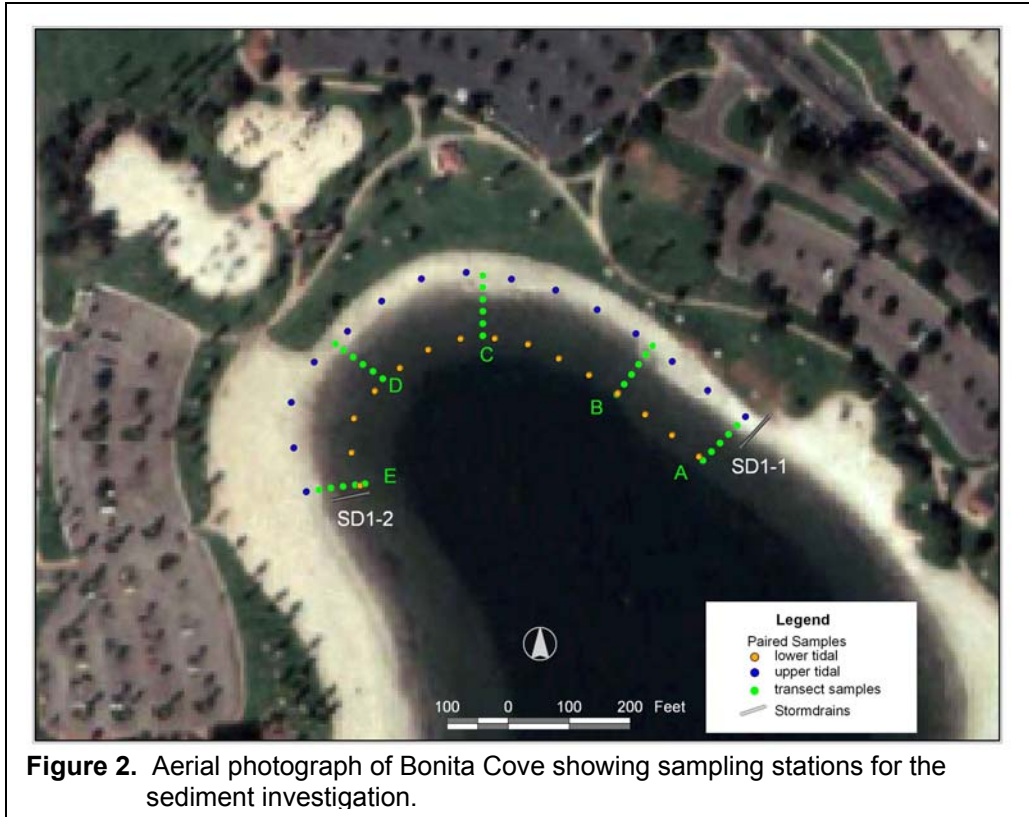 C
D
B
E
A
SD1-1
SD1-2
Legend
Paired Samples
lower tidal
upper tidal
transect samples
Stormdrains
100 0 100 200 Feet
Figure 2. Aerial photograph of Bonita Cove showing sampling stations for the
sediment investigation.